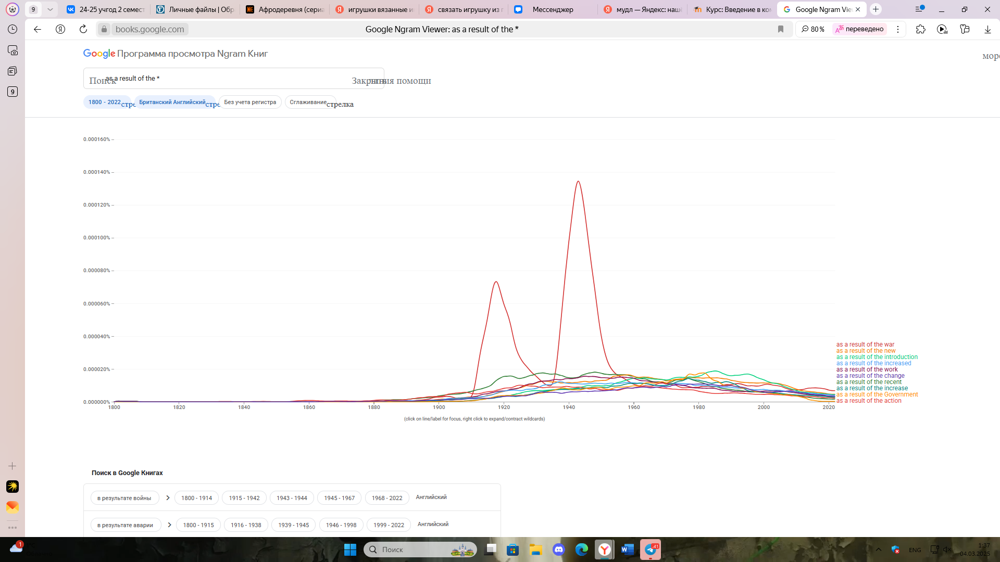 9
24-25 учгод 2 семест
Личные файлы | Обр
Афродеревня (сериа
игрушки вязанные и
связать игрушку из п
Мессенджер
мудл — Яндекс: наше
Курс: Введение в ком
Google Ngram Vie
books.google.com
Google Ngram Viewer: as a result of the *
80 %
переведено
9
Google Программа просмотра Ngram Книг
море
Поиск
as a result of the *
помощи
1800 - 2022
стре
Британский Английский
стре
Без учета регистра
Сглаживание
стрелка
0.000160%
0.000140%
0.000120%
0.000100%
0.000080%
0.000060%
0.000040%
0.000020%
0.000000%
as a result of the war
as a result of the new
as a result of the introduction
as a result of the increased
as a result of the work
as a result of the change
as a result of the recent
as a result of the increase
as a result of the Government
as a result of the action
1800 1820 1840 1860 1880 1900 1920 1940 1960 1980 2000 2020
(click on line/label for focus, right click to expand/contract wildcards)
Поиск в Google Книгах
в результате войны 1800 - 1914 1915 - 1942 1943 - 1944 1945 - 1967 1968 - 2022 Английский
в результате аварии 1800 - 1915 1916 - 1938 1939 - 1945 1946 - 1998 1999 - 2022 Английский
1
Поиск
41
ENG
1:37
04.03.2025